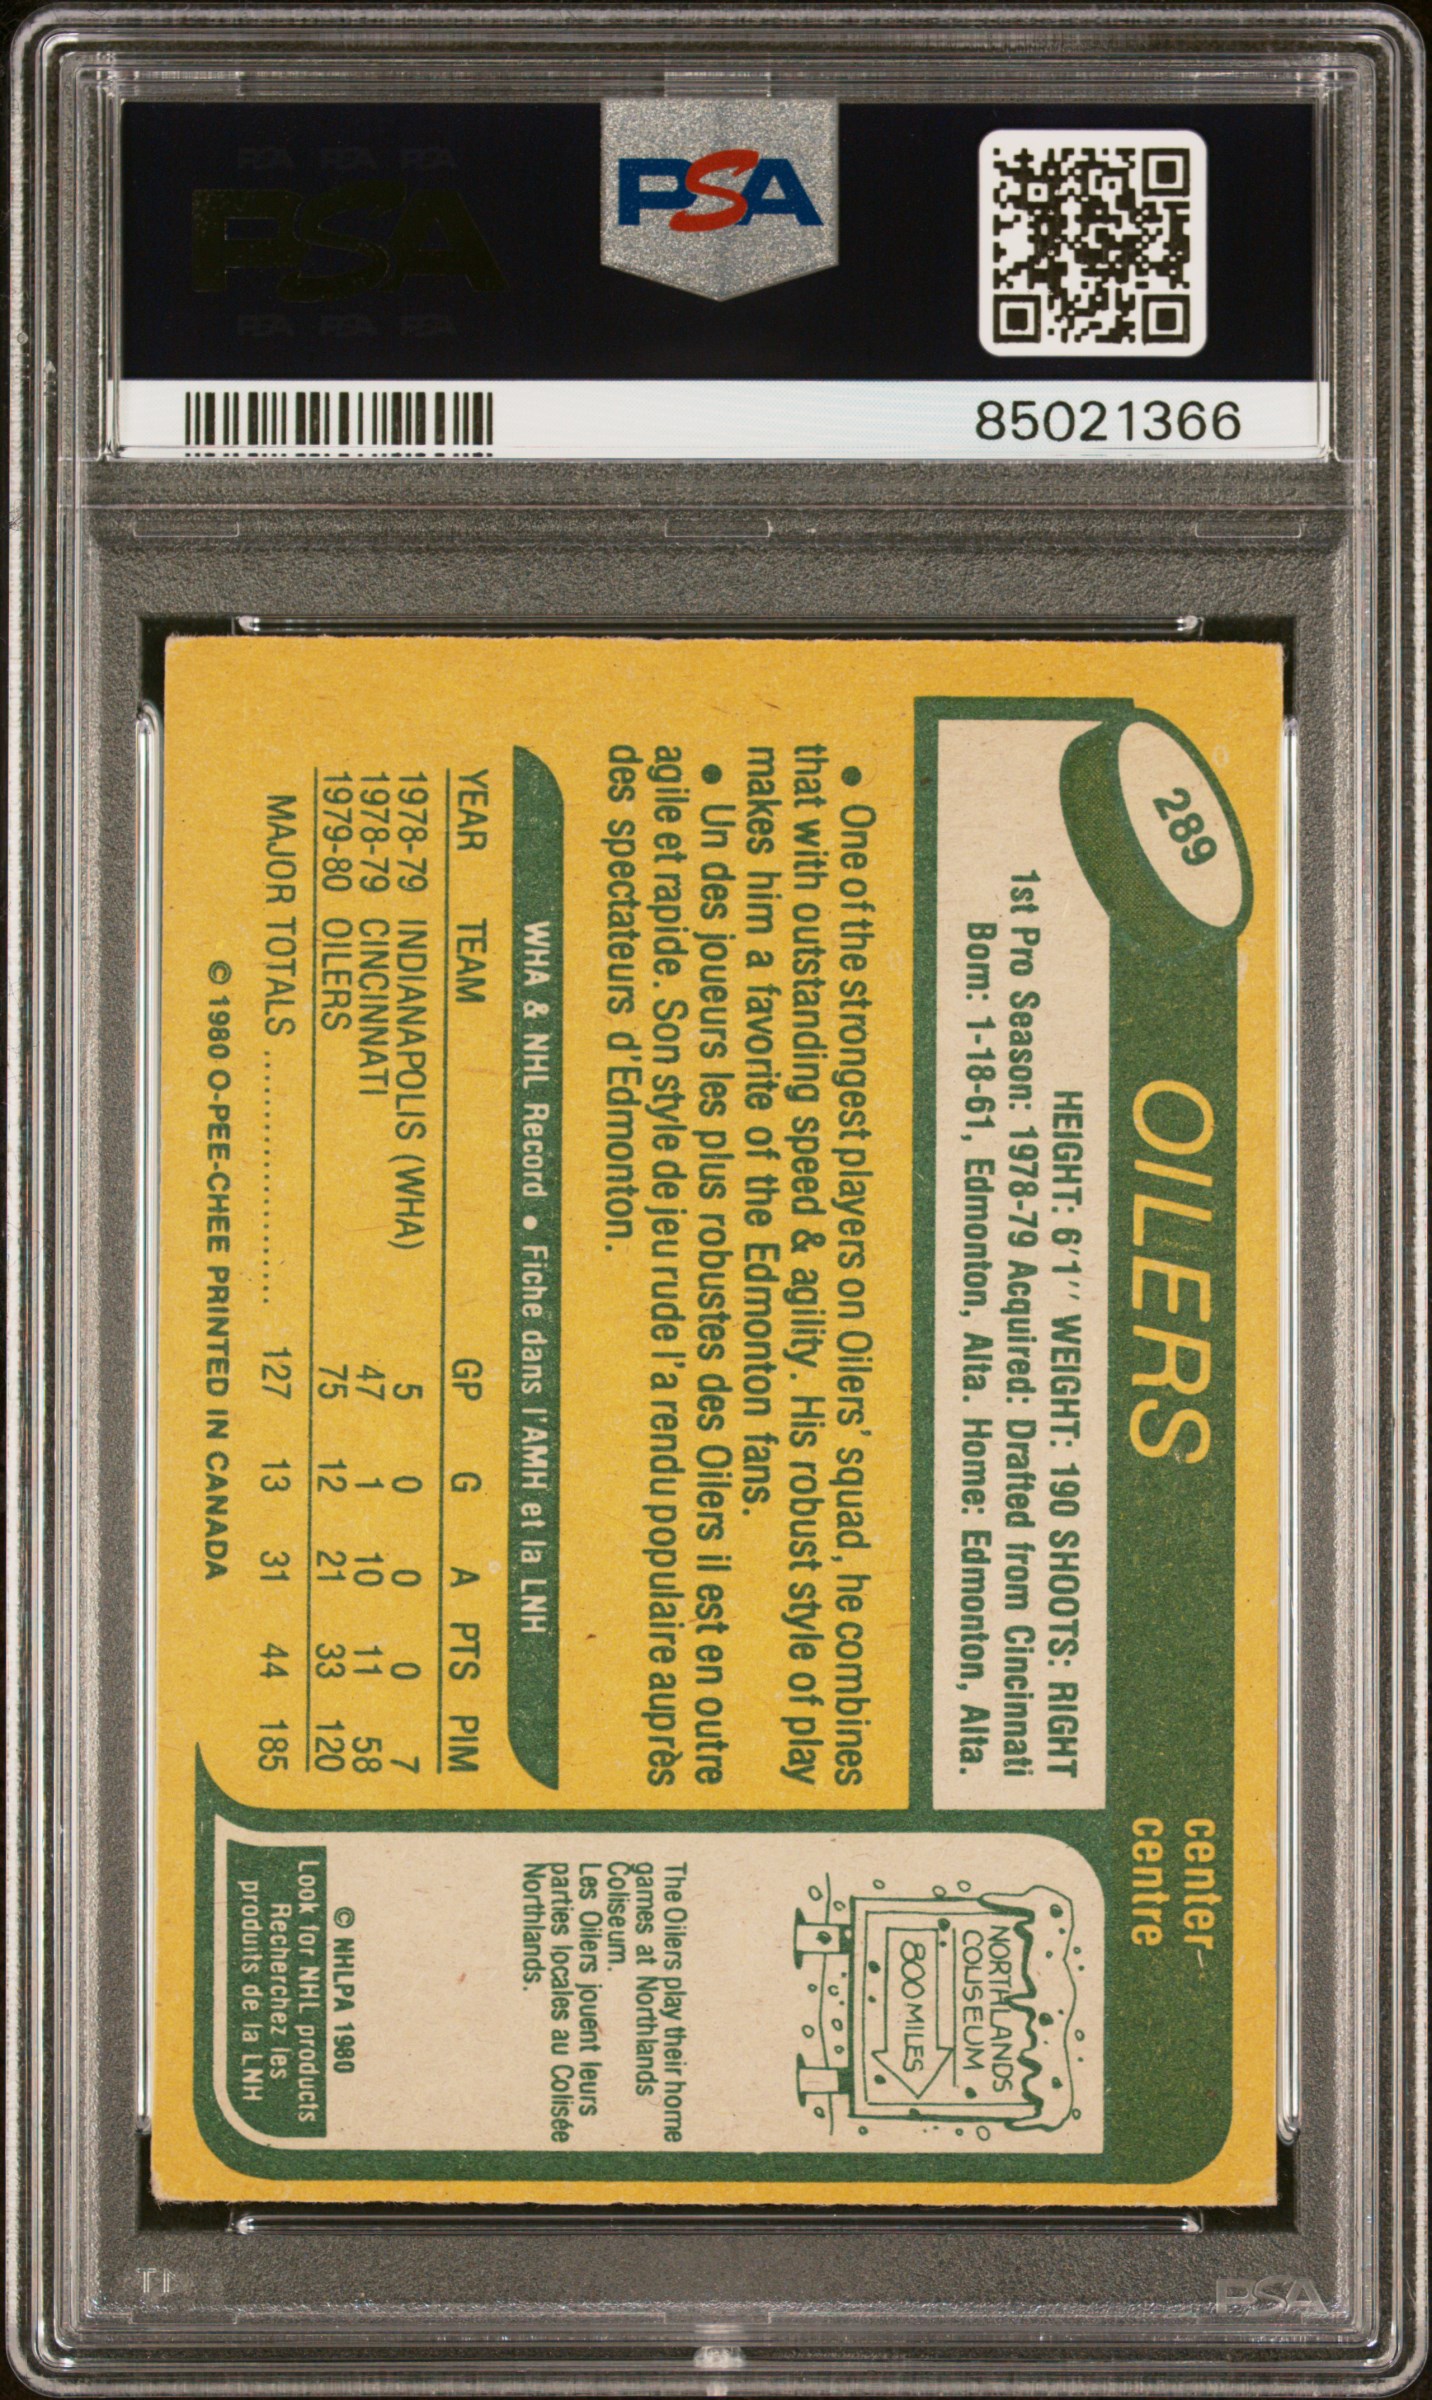 PSA PSA PSA
PSA
PSA PSA PSA
PSA
85021366
289
OILERS
center
centre
HEIGHT: 6'1'' WEIGHT: 190 SHOOTS: RIGHT
1st Pro Season: 1978-79 Acquired: Drafted from Cincinnati
Born: 1-18-61, Edmonton, Alta. Home: Edmonton, Alta.
• One of the strongest players on Oilers' squad, he combines
that with outstanding speed & agility. His robust style of play
makes him a favorite of the Edmonton fans.
• Un des joueurs les plus robustes des Oilers il est en outre
agile et rapide. Son style de jeu rude l'a rendu populaire auprès
des spectateurs d'Edmonton.
WHA & NHL Record • Fiche dans l'AMH et la LNH
YEAR TEAM GP G A PTS PIM
1978-79 INDIANAPOLIS (WHA) 5 0 0 0 7
1978-79 CINCINNATI 47 1 10 11 58
1979-80 OILERS 75 12 21 33 120
MAJOR TOTALS .................... 127 13 31 44 185
© 1980 O-PEE-CHEE PRINTED IN CANADA
NORTHLANDS
COLISEUM
800 MILES
The Oilers play their home
games at Northlands
Coliseum.
Les Oilers jouent leurs
parties locales au Colisée
Northlands.
© NHLPA 1980
Look for NHL products
Recherchez les
produits de la LNH
T1
PSA